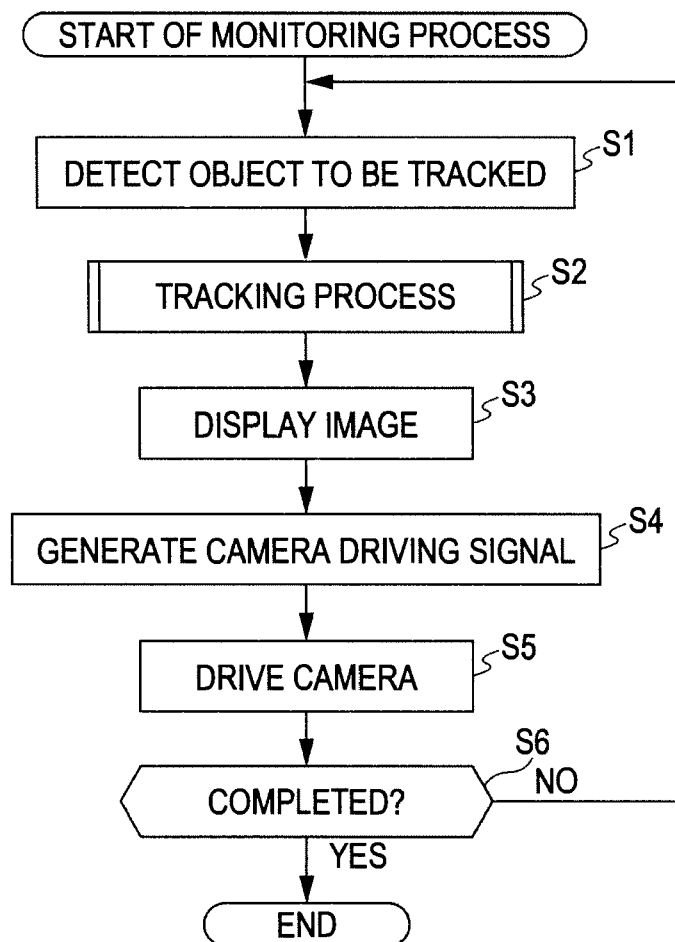 START OF MONITORING PROCESS
S1
DETECT OBJECT TO BE TRACKED
S2
TRACKING PROCESS
S3
DISPLAY IMAGE
S4
GENERATE CAMERA DRIVING SIGNAL
S5
DRIVE CAMERA
S6
COMPLETED?
NO
YES
END